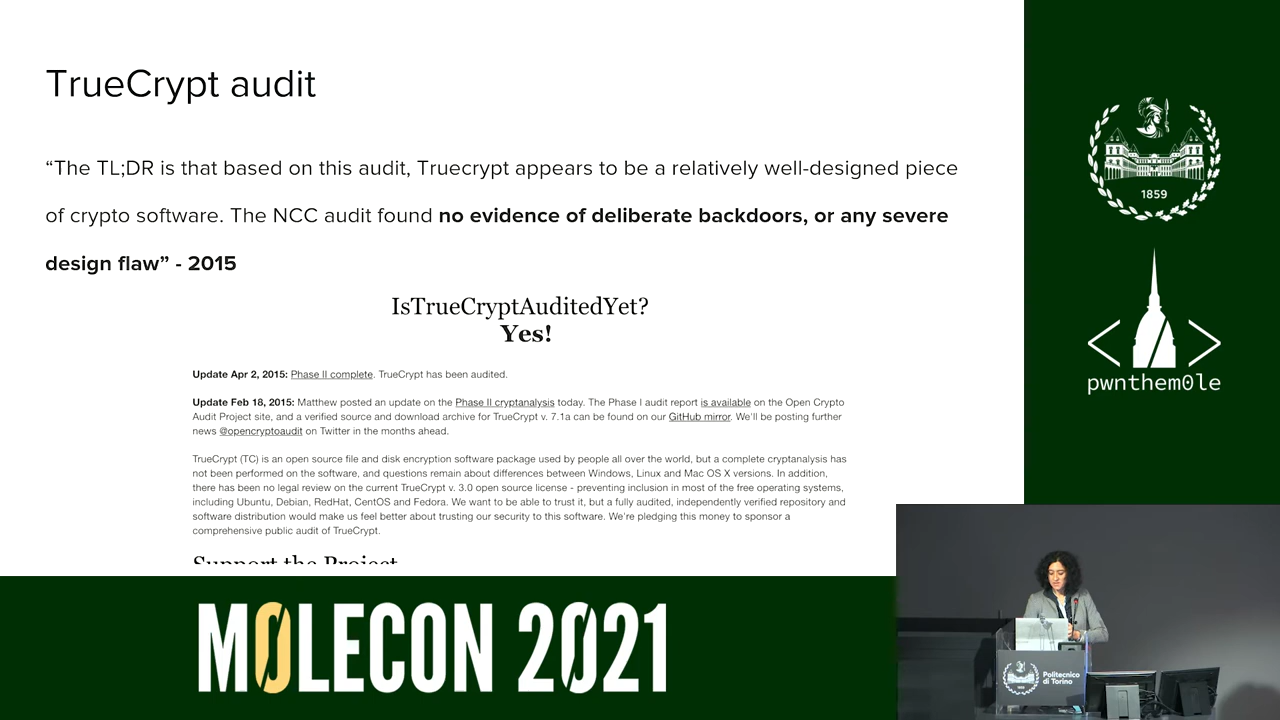 TrueCrypt audit
“The TL;DR is that based on this audit, Truecrypt appears to be a relatively well-designed piece
of crypto software. The NCC audit found no evidence of deliberate backdoors, or any severe
design flaw” - 2015
IsTrueCryptAuditedYet?
Yes!
Update Apr 2, 2015: Phase II complete. TrueCrypt has been audited.
Update Feb 18, 2015: Matthew posted an update on the Phase II cryptanalysis today. The Phase I audit report is available on the Open Crypto
Audit Project site, and a verified source and download archive for TrueCrypt v. 7.1a can be found on our GitHub mirror. We'll be posting further
news @opencryptoaudit on Twitter in the months ahead.
TrueCrypt (TC) is an open source file and disk encryption software package used by people all over the world, but a complete cryptanalysis has
not been performed on the software, and questions remain about differences between Windows, Linux and Mac OS X versions. In addition,
there has been no legal review on the current TrueCrypt v. 3.0 open source license - preventing inclusion in most of the free operating systems,
including Ubuntu, Debian, RedHat, CentOS and Fedora. We want to be able to trust it, but a fully audited, independently verified repository and
software distribution would make us feel better about trusting our security to this software. We're pledging this money to sponsor a
comprehensive public audit of TrueCrypt.
Support the Project
1859
pwnthem0le
M0LECON 2021
Politecnico
di Torino